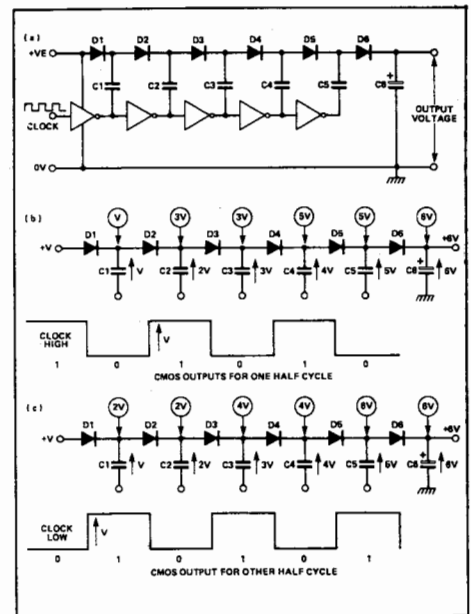 (a)
D1 D2 D3 D4 D5 D6
+VE
C1 C2 C3 C4 C5 C6
+
CLOCK
OUTPUT
VOLTAGE
0V
(b)
V 3V 3V 5V 5V 6V
D1 D2 D3 D4 D5 D6
+V +6V
C1 V C2 2V C3 3V C4 4V C5 5V + C6 6V
CLOCK
HIGH
V
1 0 1 0 1 0
CMOS OUTPUTS FOR ONE HALF CYCLE
(c)
2V 2V 4V 4V 6V 6V
D1 D2 D3 D4 D5 D6
+V +6V
C1 V C2 2V C3 3V C4 4V C5 5V + C6 6V
CLOCK
LOW
V
0 1 0 1 0 1
CMOS OUTPUT FOR OTHER HALF CYCLE